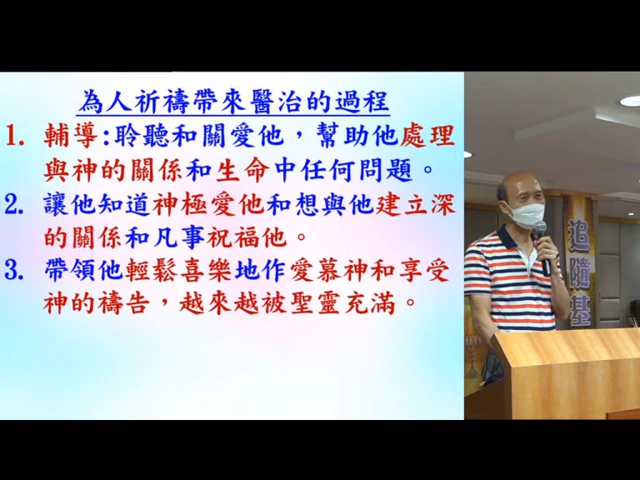 為人祈禱帶來醫治的過程
1. 輔導:聆聽和關愛他，幫助他處理
與神的關係和生命中任何問題。
2. 讓他知道神極愛他和想與他建立深
的關係和凡事祝福他。
3. 帶領他輕鬆喜樂地作愛慕神和享受
神的禱告，越來越被聖靈充滿。
追隨基